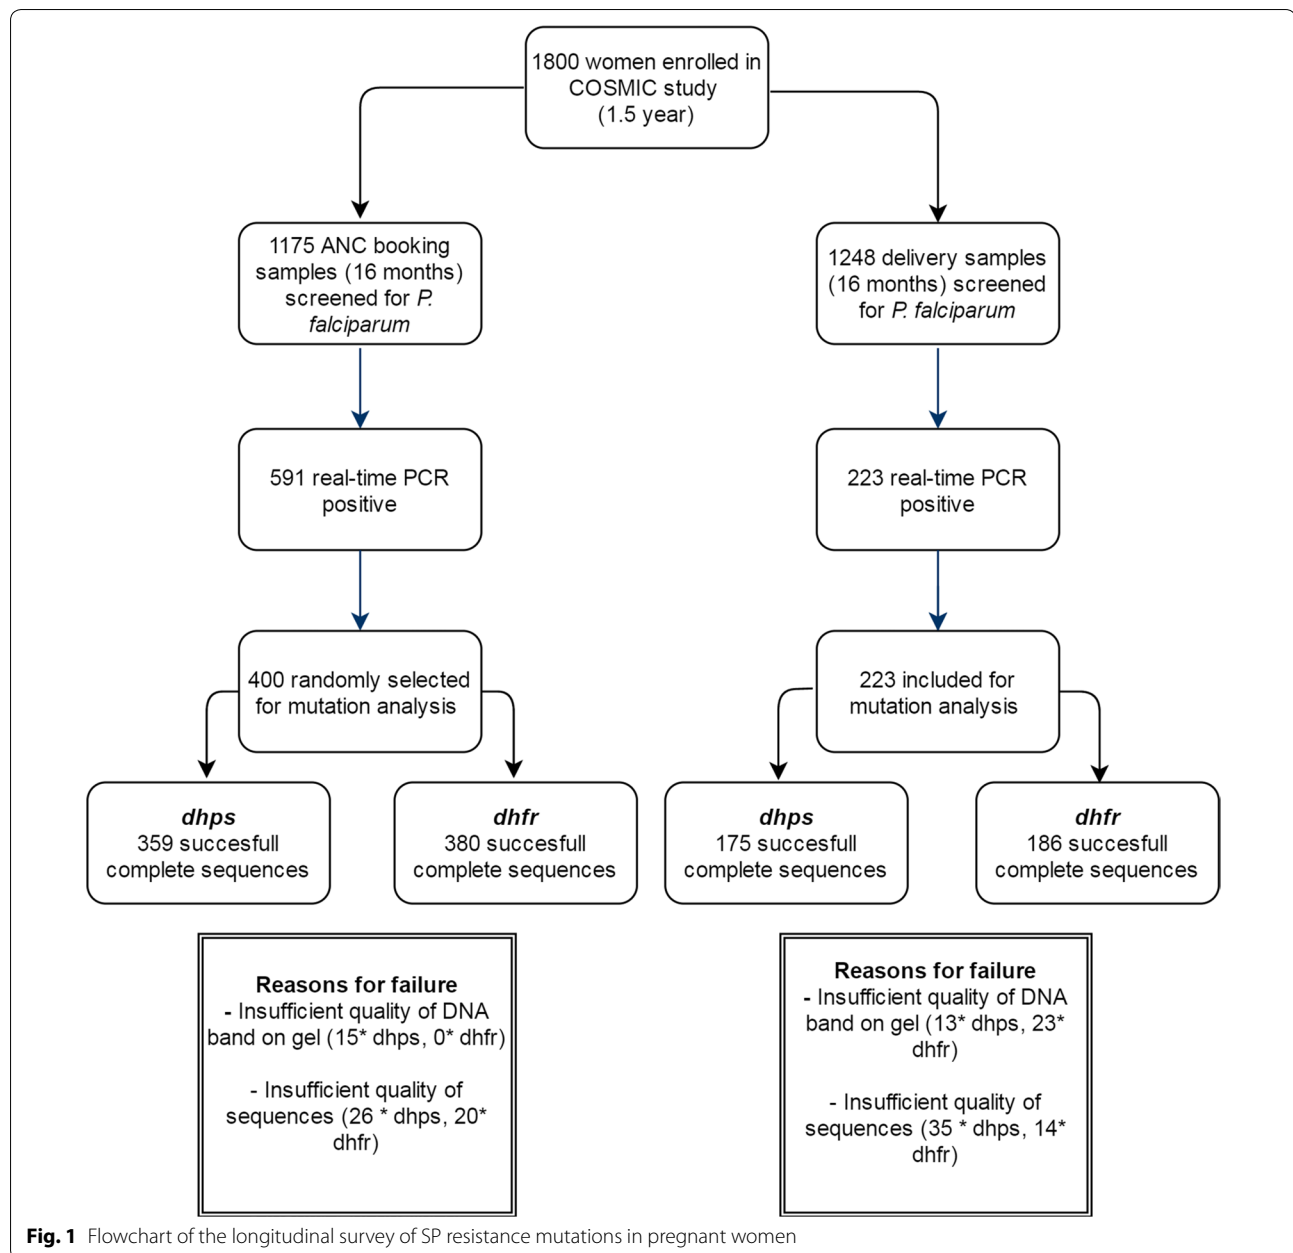 1800 women enrolled in
COSMIC study
(1.5 year)
1175 ANC booking
samples (16 months)
screened for P.
falciparum
1248 delivery samples
(16 months) screened
for P. falciparum
591 real-time PCR
positive
223 real-time PCR
positive
400 randomly selected
for mutation analysis
223 included for
mutation analysis
dhps
359 succesfull
complete sequences
dhfr
380 succesfull
complete sequences
dhps
175 succesfull
complete sequences
dhfr
186 succesfull
complete sequences
Reasons for failure
- Insufficient quality of DNA
band on gel (15* dhps, 0* dhfr)
- Insufficient quality of
sequences (26 * dhps, 20*
dhfr)
Reasons for failure
- Insufficient quality of DNA
band on gel (13* dhps, 23*
dhfr)
- Insufficient quality of
sequences (35 * dhps, 14*
dhfr)
Fig. 1 Flowchart of the longitudinal survey of SP resistance mutations in pregnant women